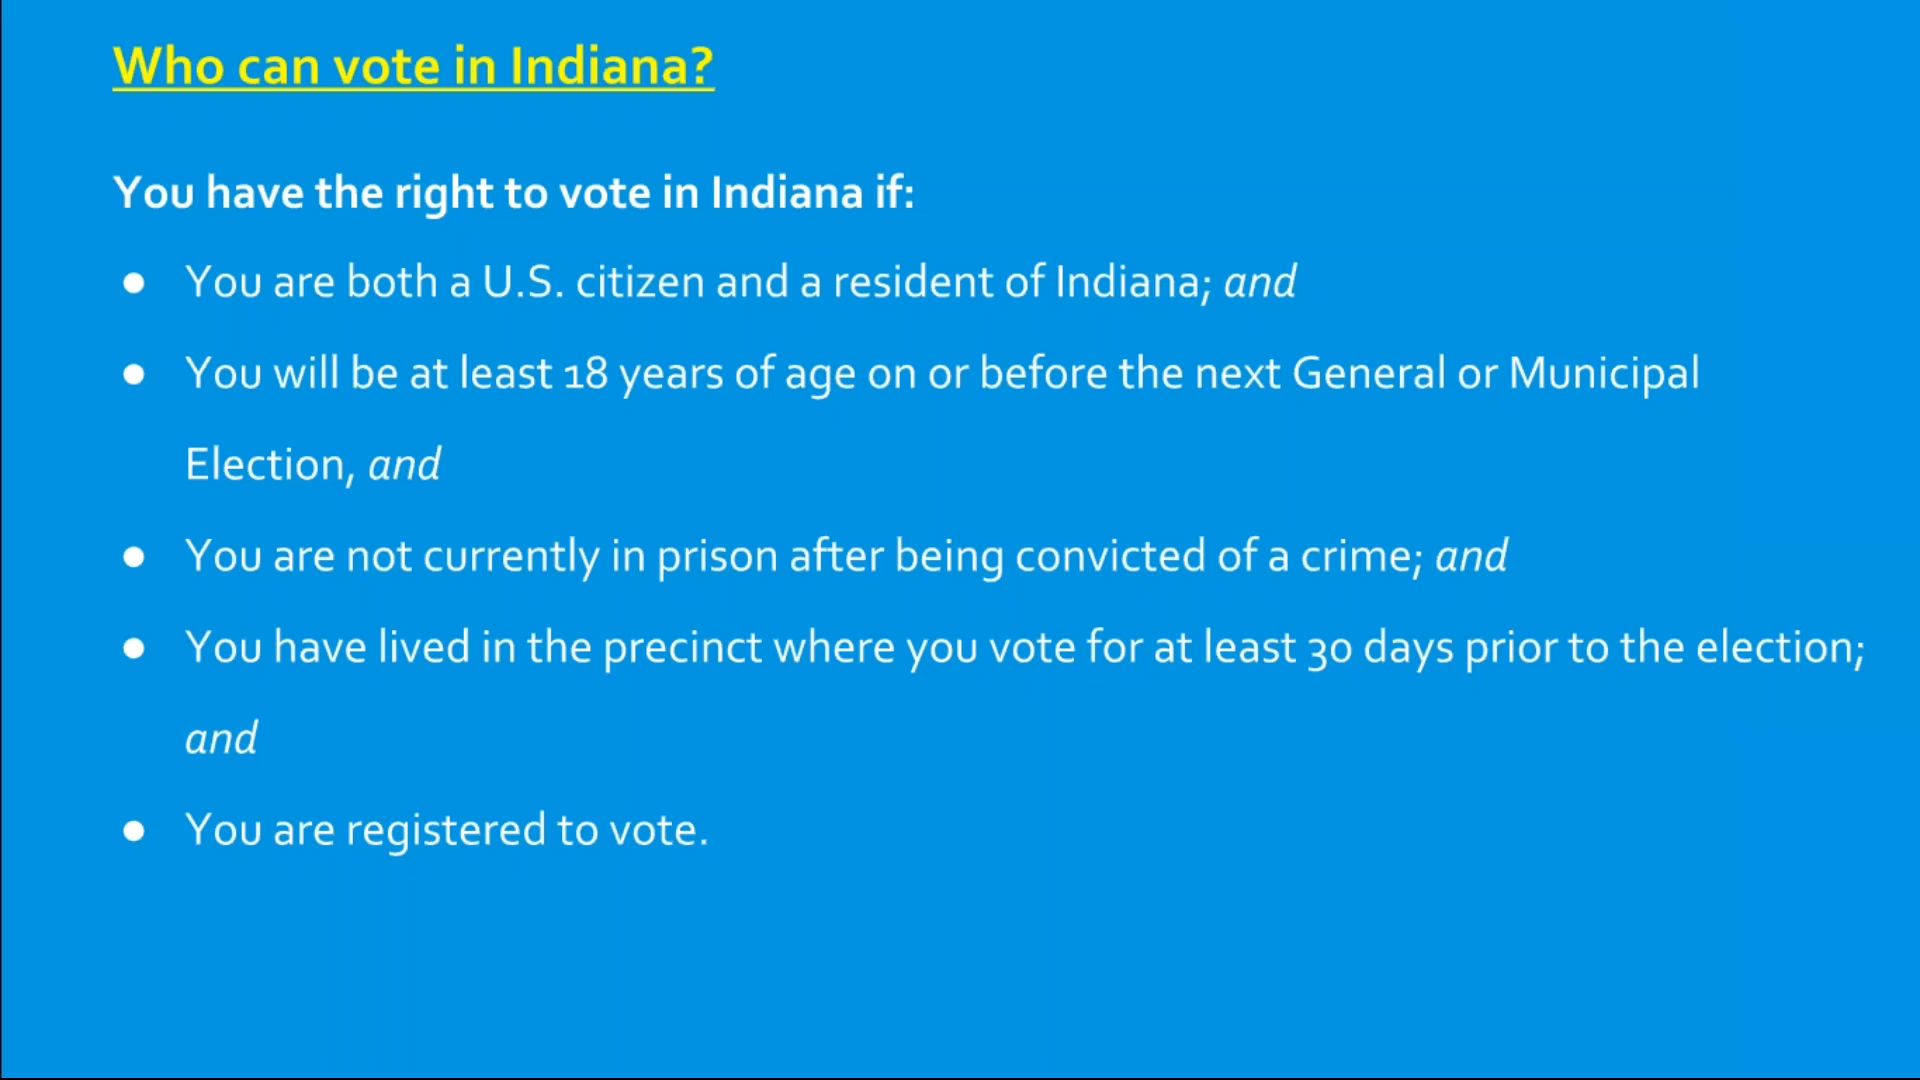 Who can vote in Indiana?
You have the right to vote in Indiana if:
● You are both a U.S. citizen and a resident of Indiana; and
● You will be at least 18 years of age on or before the next General or Municipal
Election, and
● You are not currently in prison after being convicted of a crime; and
● You have lived in the precinct where you vote for at least 30 days prior to the election;
and
● You are registered to vote.